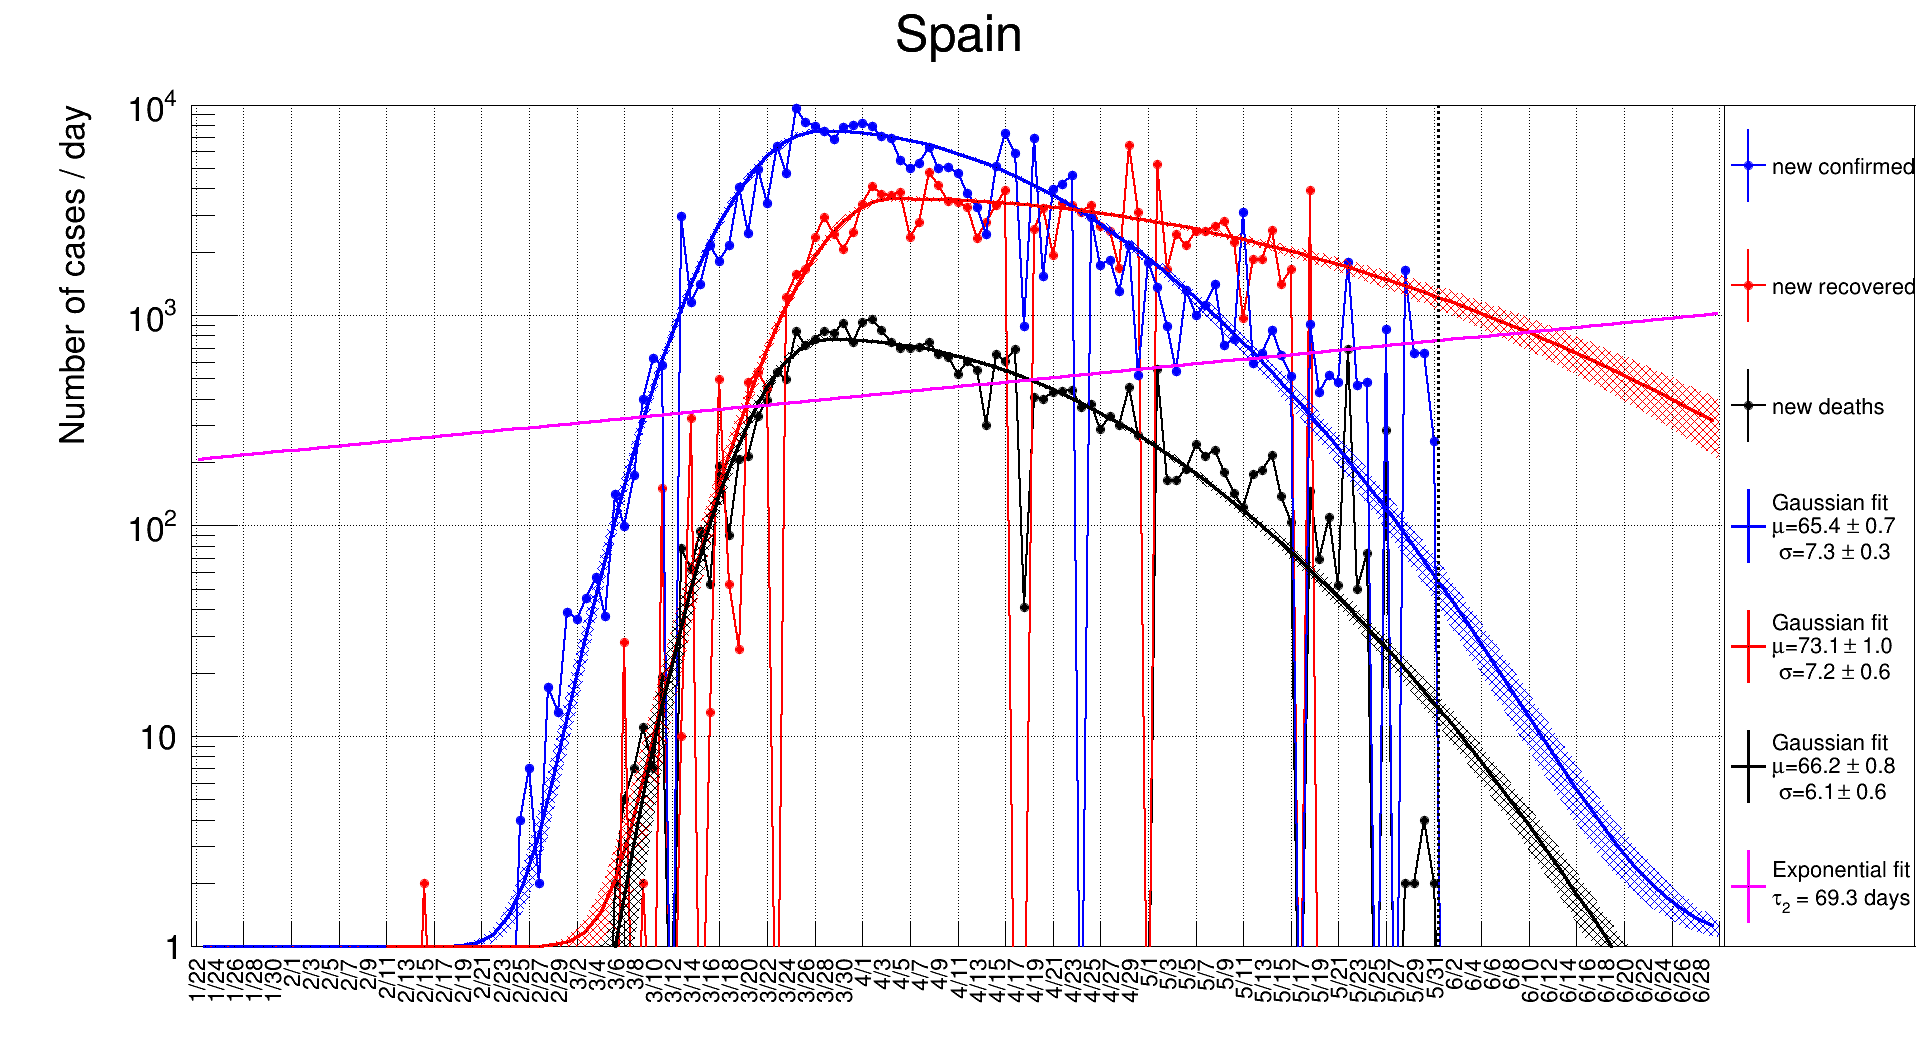 Spain
Number of cases / day
10^4
10^3
10^2
10
1
1/22 1/24 1/26 1/28 1/30 2/1 2/3 2/5 2/7 2/9 2/11 2/13 2/15 2/17 2/19 2/21 2/23 2/25 2/27 2/29 3/2 3/4 3/6 3/8 3/10 3/12 3/14 3/16 3/18 3/20 3/22 3/24 3/26 3/28 3/30 4/1 4/3 4/5 4/7 4/9 4/11 4/13 4/15 4/17 4/19 4/21 4/23 4/25 4/27 4/29 5/1 5/3 5/5 5/7 5/9 5/11 5/13 5/15 5/17 5/19 5/21 5/23 5/25 5/27 5/29 5/31 6/2 6/4 6/6 6/8 6/10 6/12 6/14 6/16 6/18 6/20 6/22 6/24 6/26 6/28
new confirmed
new recovered
new deaths
Gaussian fit
μ=65.4 ± 0.7
σ=7.3 ± 0.3
Gaussian fit
μ=73.1 ± 1.0
σ=7.2 ± 0.6
Gaussian fit
μ=66.2 ± 0.8
σ=6.1 ± 0.6
Exponential fit
τ₂ = 69.3 days